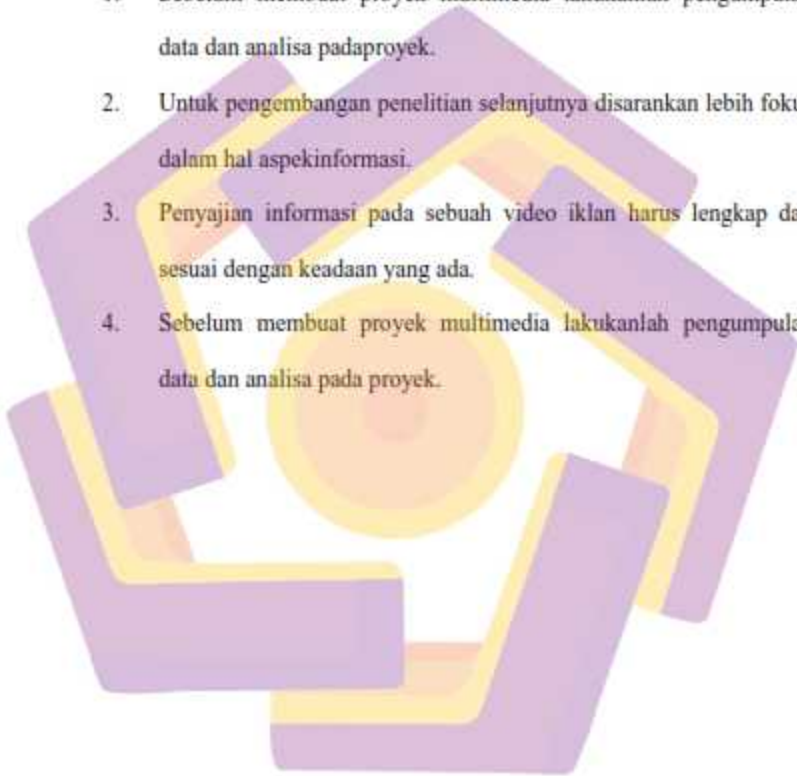 data dan analisa padaproyek.
2. Untuk pengembangan penelitian selanjutnya disarankan lebih foku
dalam hal aspekinformasi.
3. Penyajian informasi pada sebuah video iklan harus lengkap da
sesuai dengan keadaan yang ada.
4. Sebelum membuat proyek multimedia lakukanlah pengumpula
data dan analisa pada proyek.